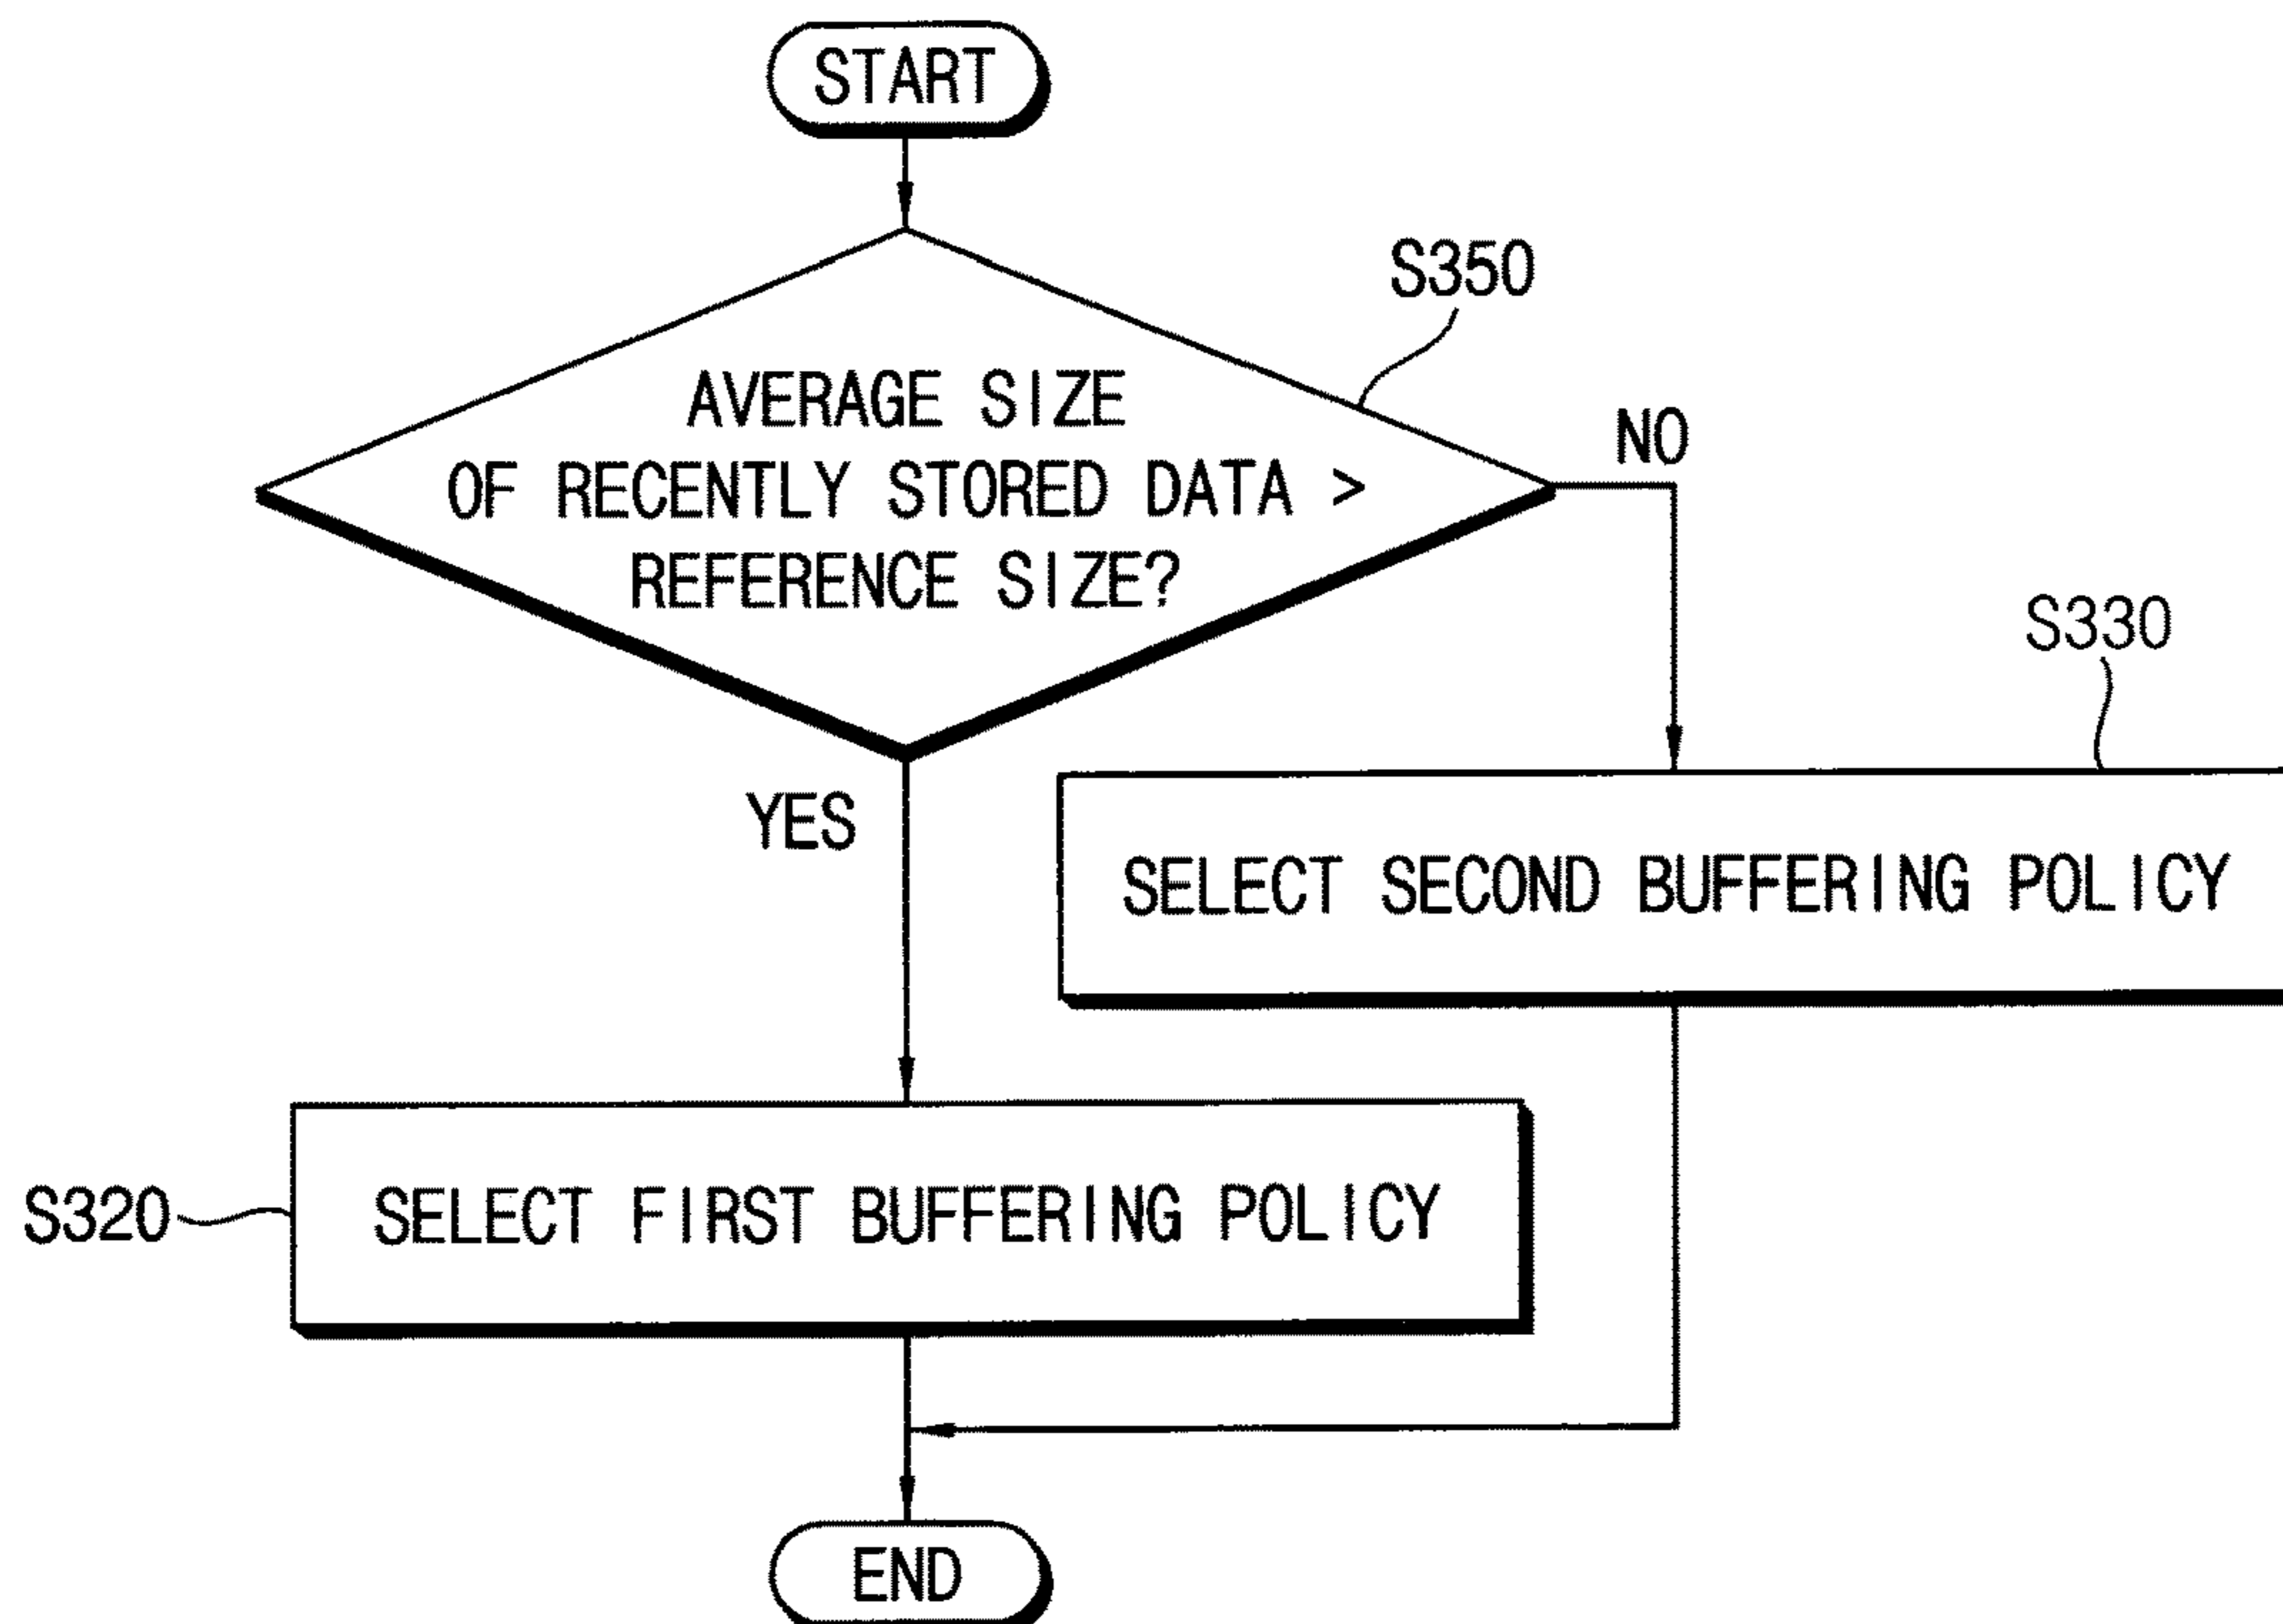 START
S350
AVERAGE SIZE
OF RECENTLY STORED DATA >
REFERENCE SIZE?
NO
S330
YES
SELECT SECOND BUFFERING POLICY
S320
SELECT FIRST BUFFERING POLICY
END